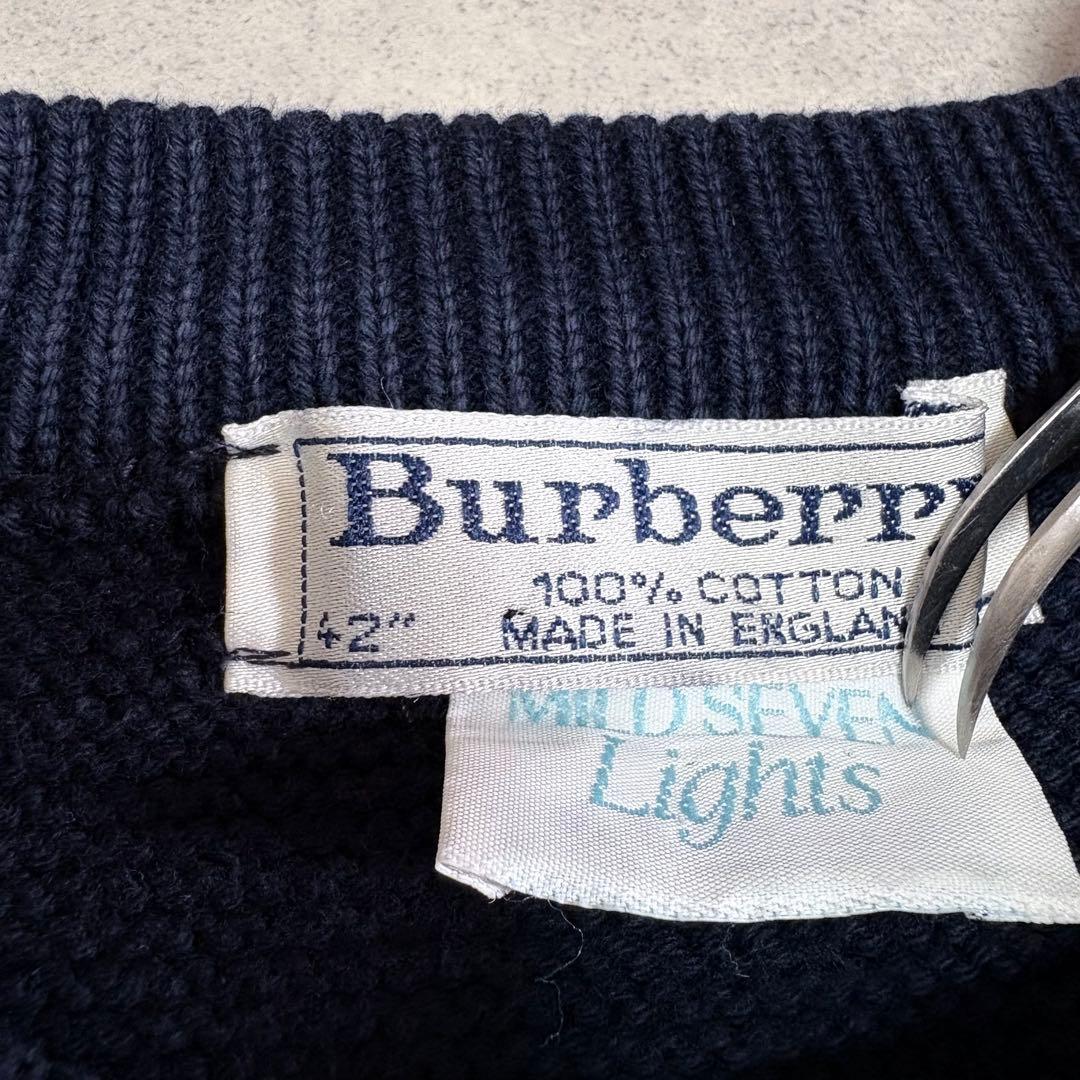 Burberry
100% COTTON
42" MADE IN ENGLAND
MILD SEVEN
Lights